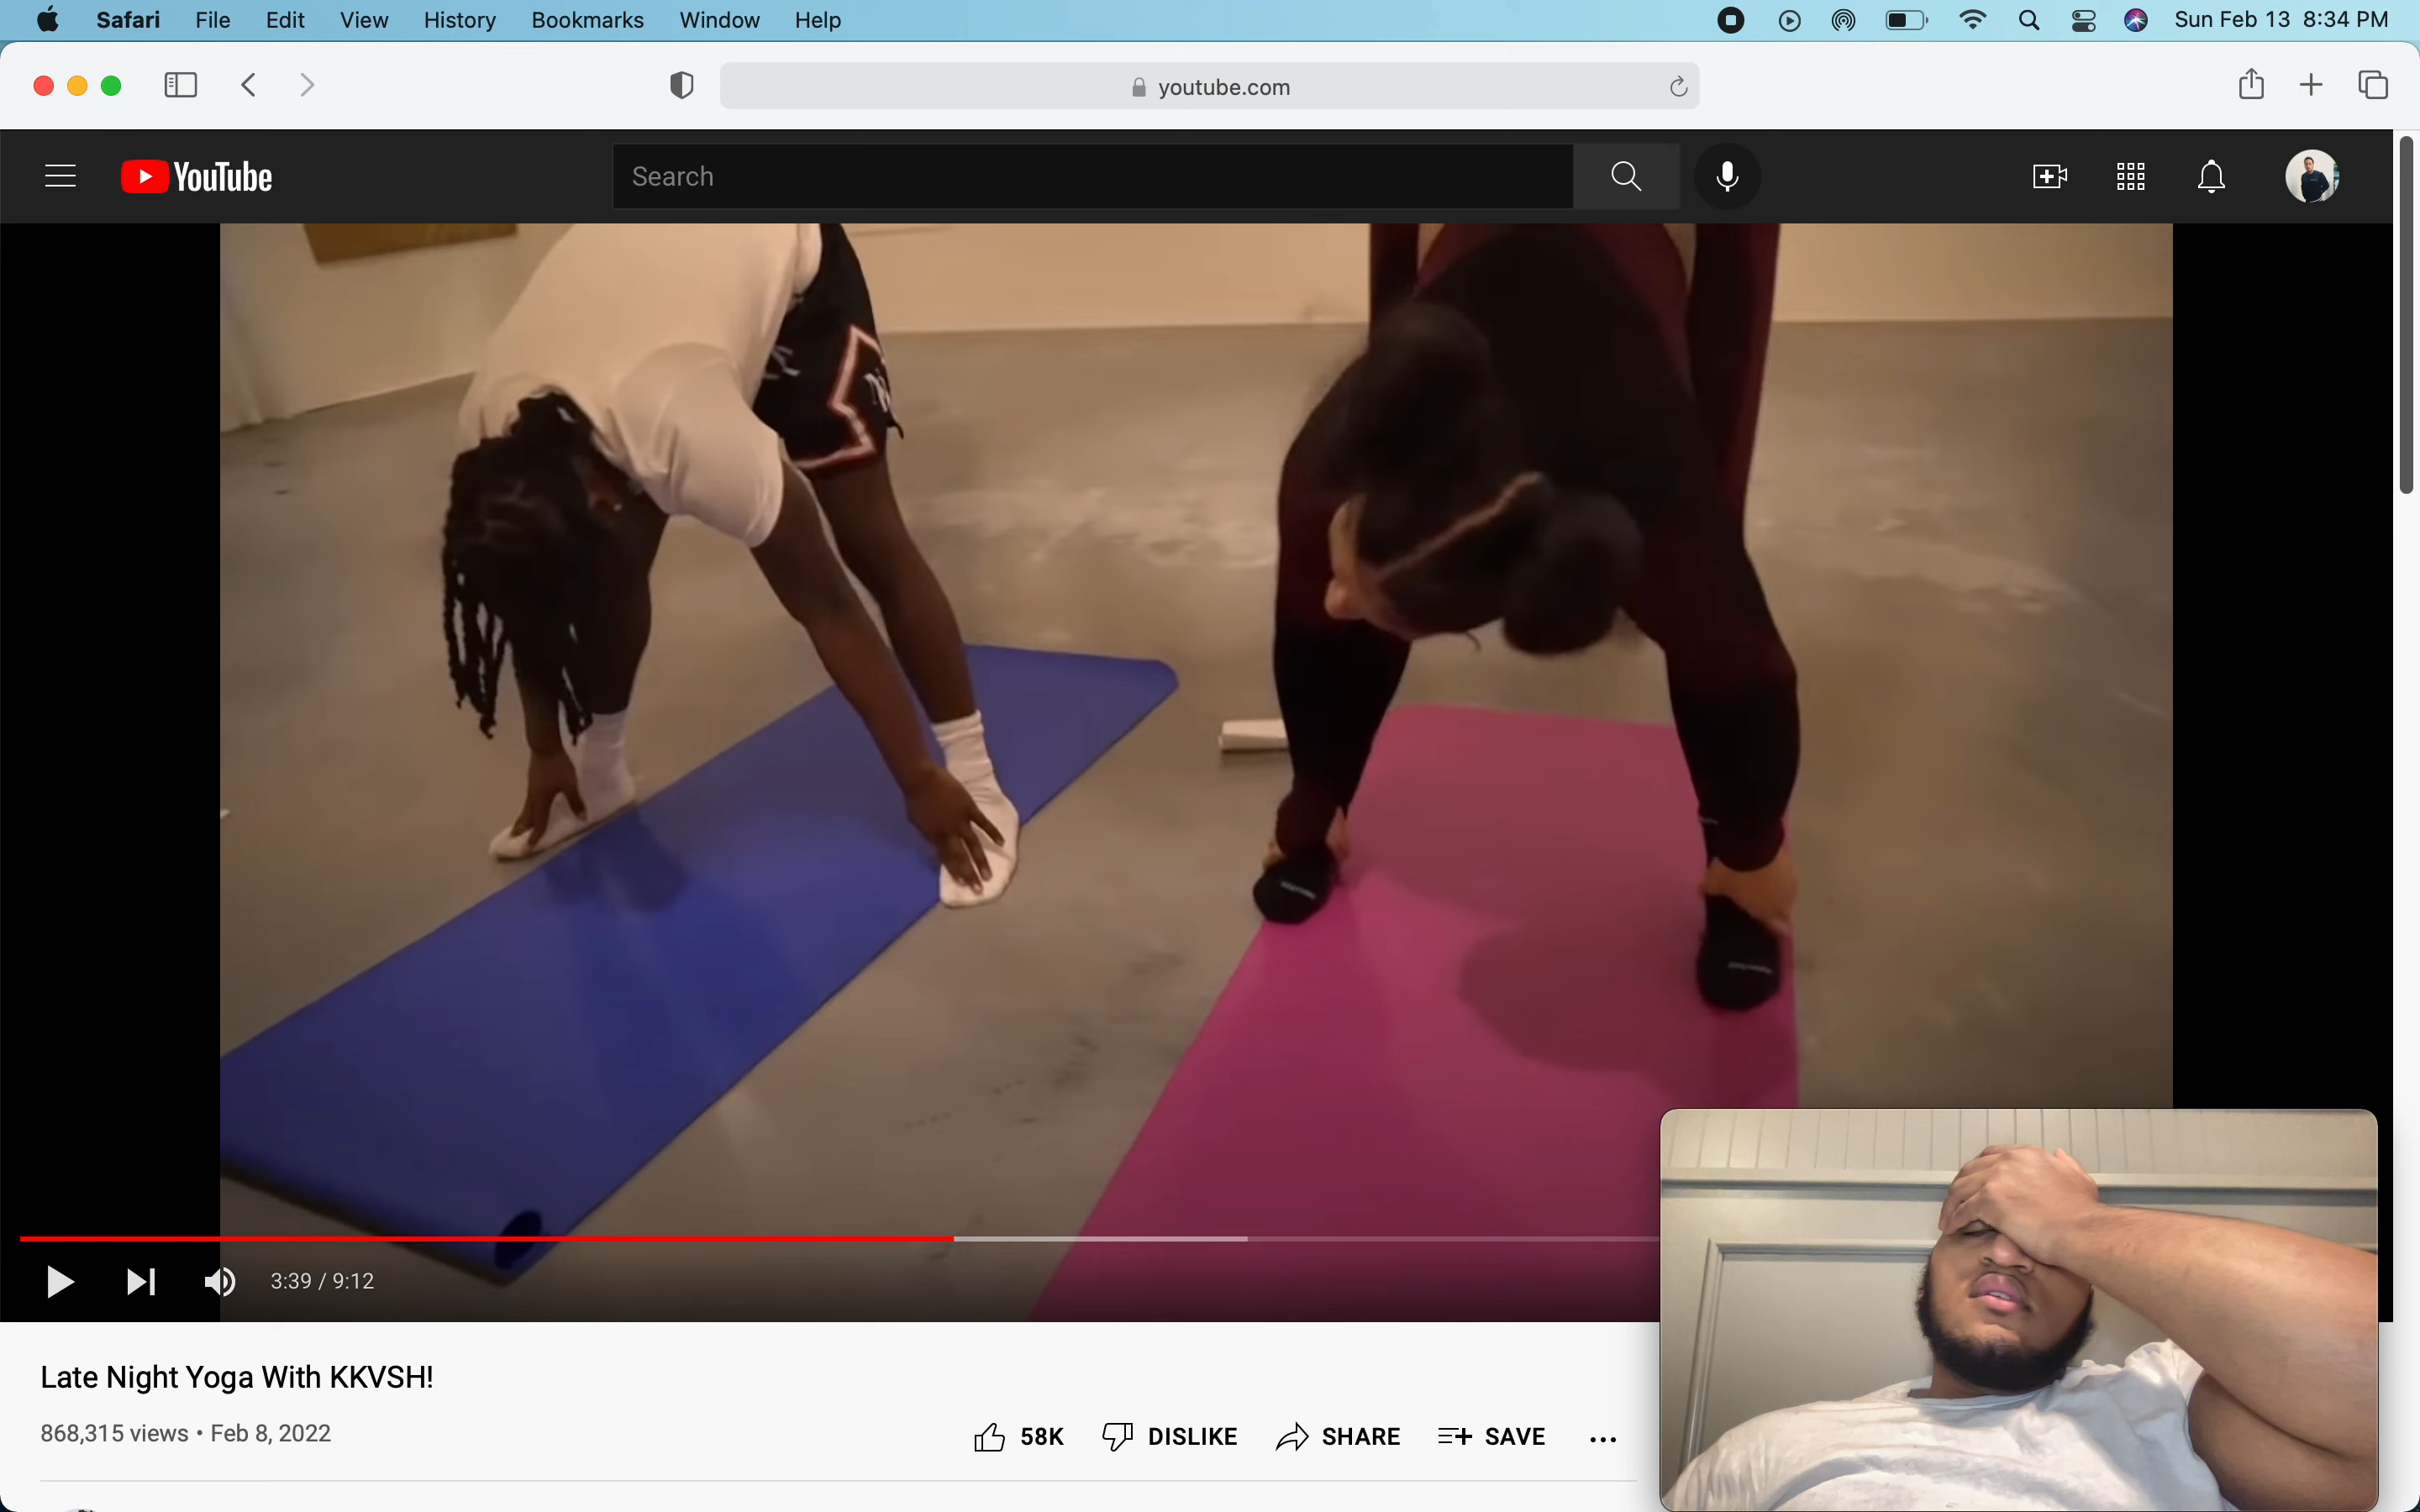 Safari File Edit View History Bookmarks Window Help Sun Feb 13 8:34 PM
youtube.com
YouTube Search
3:39 / 9:12
Late Night Yoga With KKVSH!
868,315 views • Feb 8, 2022 58K DISLIKE SHARE SAVE